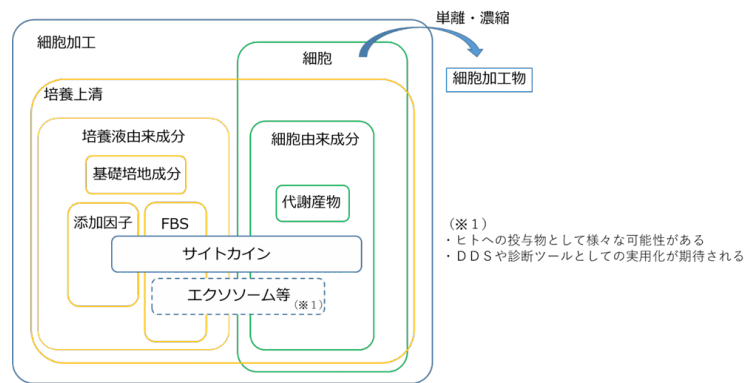 単離・濃縮
細胞加工
細胞
細胞加工物
培養上清
培養液由来成分
細胞由来成分
基礎培地成分
代謝産物
添加因子
FBS
サイトカイン
エクソソーム等(※1)
(※1)
・ヒトへの投与物として様々な可能性がある
・DDSや診断ツールとしての実用化が期待される